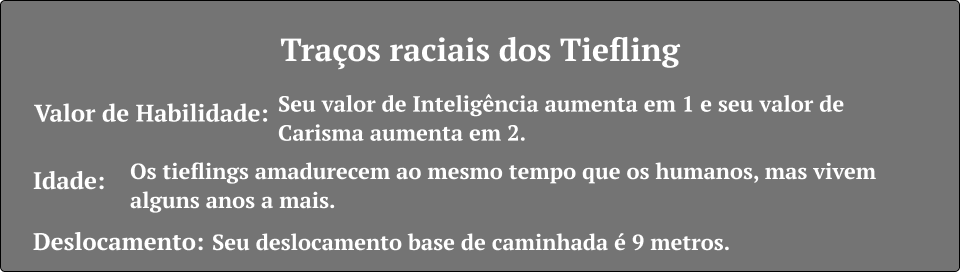 Traços raciais dos Tiefling
Valor de Habilidade: Seu valor de Inteligência aumenta em 1 e seu valor de
Carisma aumenta em 2.
Idade: Os tieflings amadurecem ao mesmo tempo que os humanos, mas vivem
alguns anos a mais.
Deslocamento: Seu deslocamento base de caminhada é 9 metros.